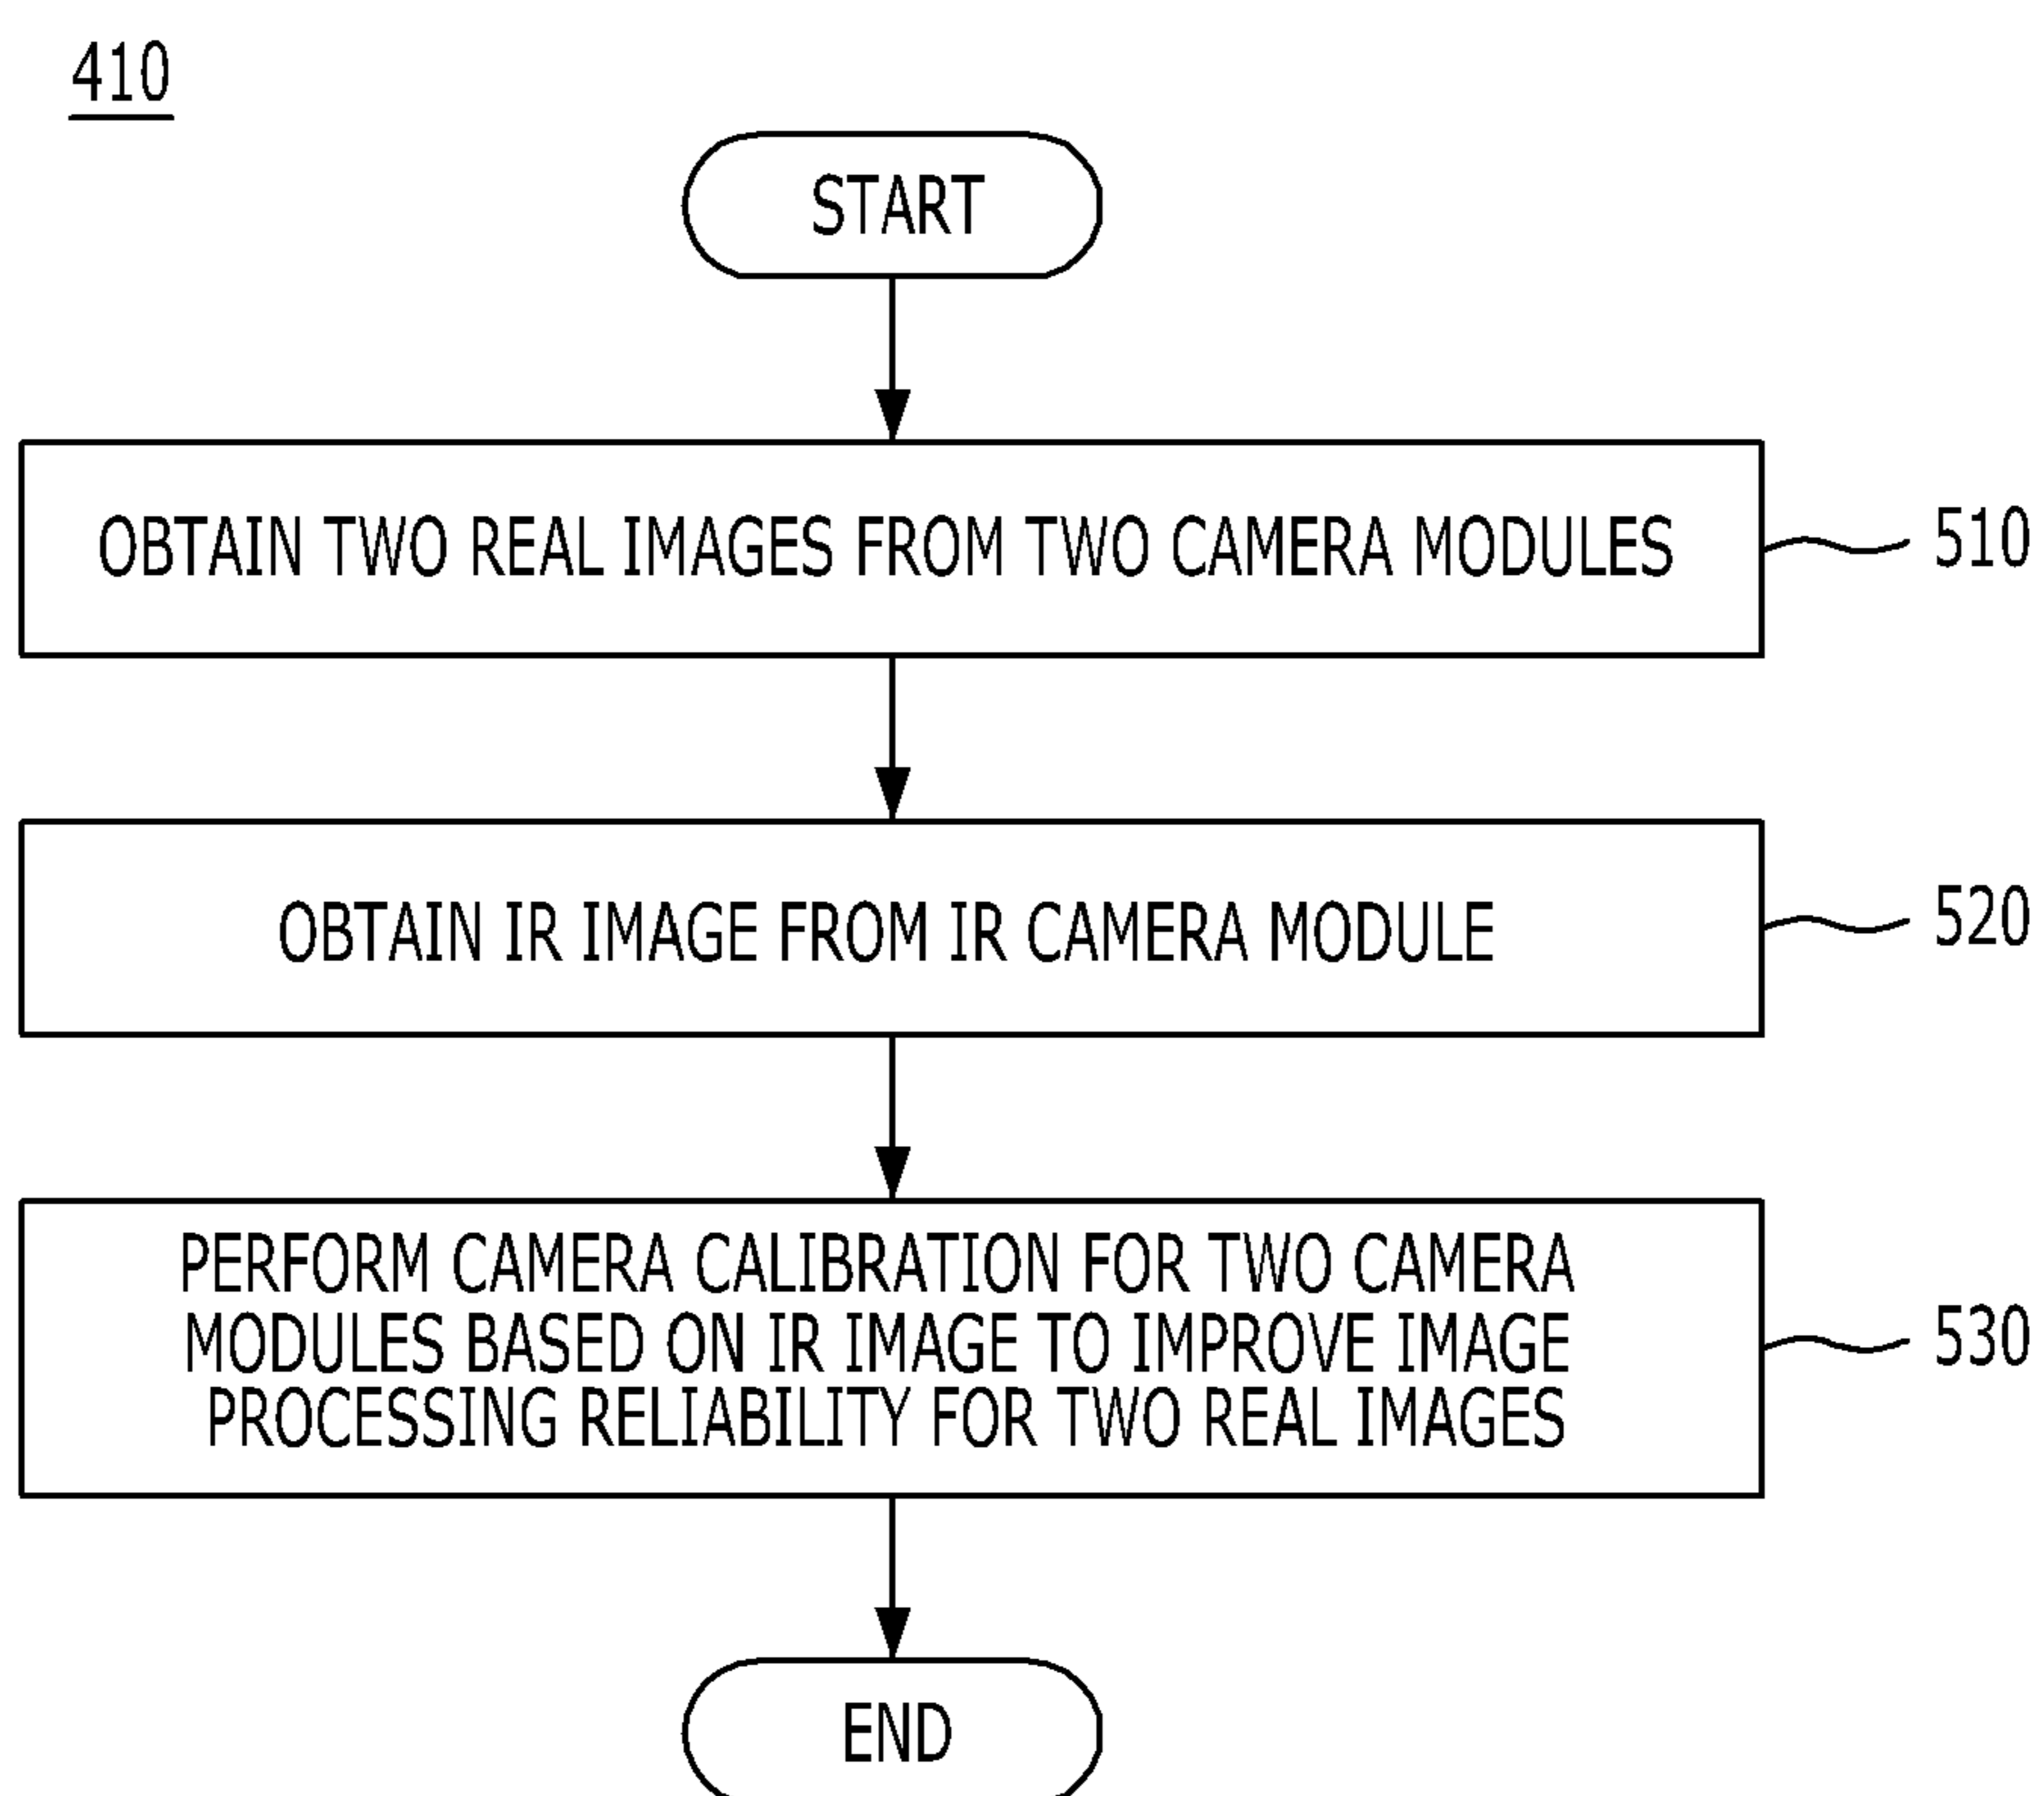 410
START
OBTAIN TWO REAL IMAGES FROM TWO CAMERA MODULES
510
OBTAIN IR IMAGE FROM IR CAMERA MODULE
520
PERFORM CAMERA CALIBRATION FOR TWO CAMERA
MODULES BASED ON IR IMAGE TO IMPROVE IMAGE
PROCESSING RELIABILITY FOR TWO REAL IMAGES
530
END